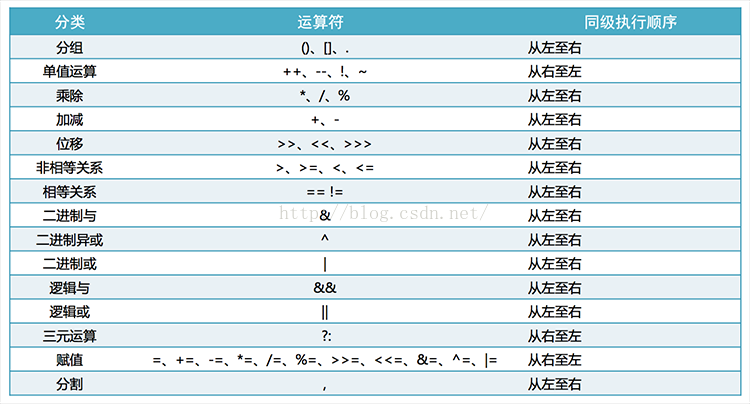 分类 运算符 同级执行顺序
分组 ()、[]、. 从左至右
单值运算 ++、--、!、~ 从右至左
乘除 *、/、% 从左至右
加减 +、- 从左至右
位移 >>、<<、>>> 从左至右
非相等关系 >、>=、<、<= 从左至右
相等关系 == != 从左至右
http://blog.csdn.net/
二进制与 & 从左至右
二进制异或 ^ 从左至右
二进制或 | 从左至右
逻辑与 && 从左至右
逻辑或 || 从左至右
三元运算 ?: 从右至左
赋值 =、+=、-=、*=、/=、%=、>>=、<<=、&=、^=、|= 从右至左
分割 , 从左至右